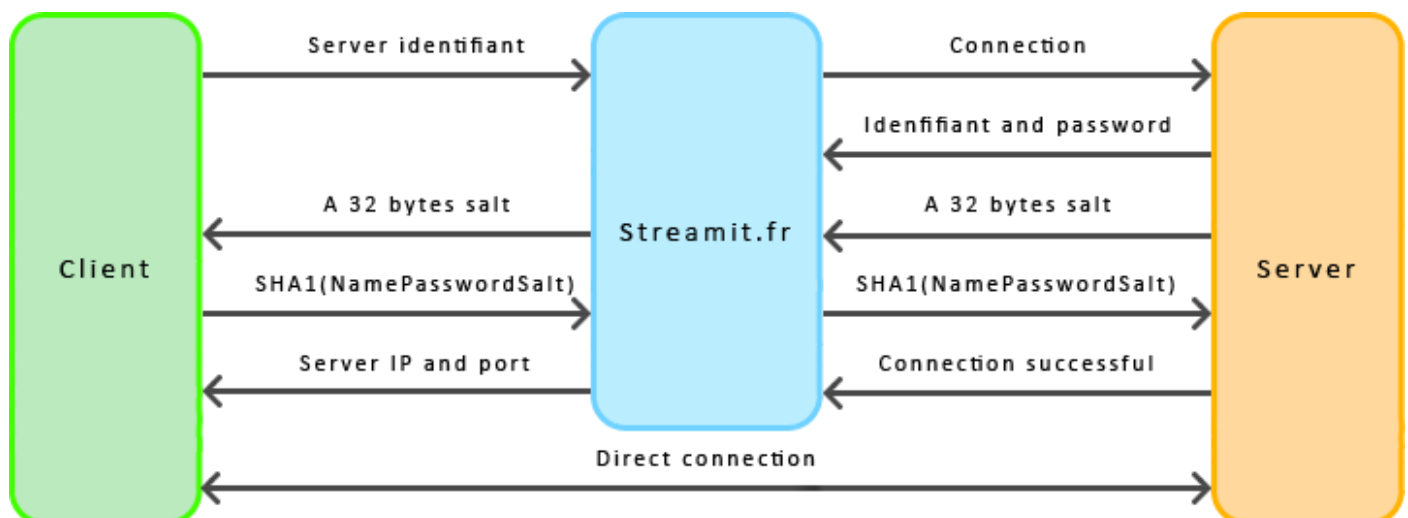 Server identifiant
Connection
Idenfifiant and password
A 32 bytes salt
A 32 bytes salt
Streamit.fr
Client
Server
SHA1(NamePasswordSalt)
SHA1(NamePasswordSalt)
Server IP and port
Connection successful
Direct connection